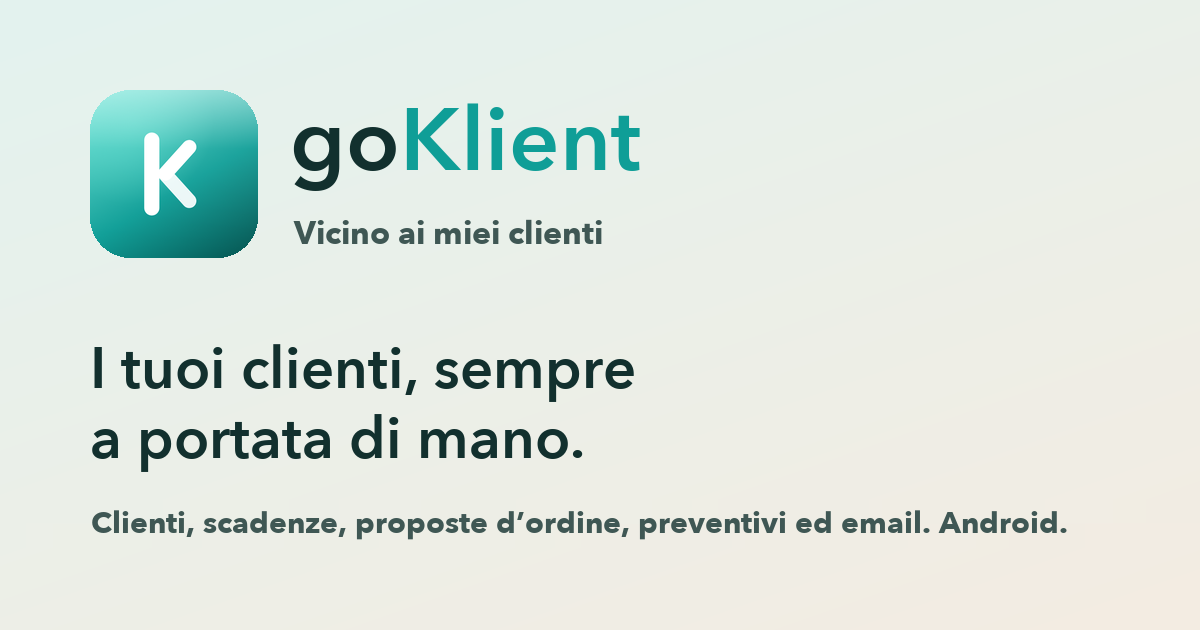 K
goKlient
Vicino ai miei clienti
I tuoi clienti, sempre
a portata di mano.
Clienti, scadenze, proposte d’ordine, preventivi ed email. Android.